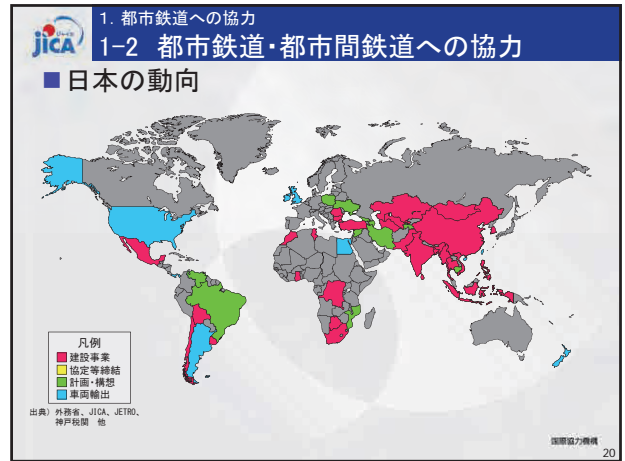 1. 都市鉄道への協力
jICA
1-2 都市鉄道・都市間鉄道への協力
■日本の動向
凡例
建設事業
協定等締結
計画・構想
車両輸出
出典) 外務省、JICA、JETRO、
神戸税関 他
国際協力機構
20